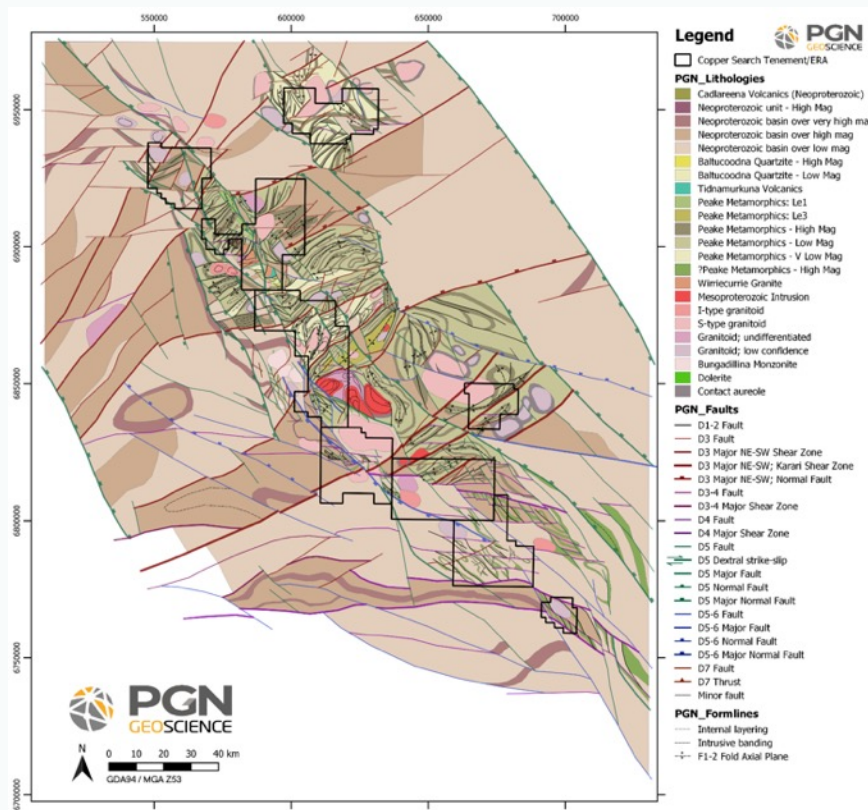 550000 600000 650000 700000
6950000
6900000
6850000
6800000
6750000
6700000
PGN
GEOSCIENCE
N
0 10 20 30 40 km
GDA94 / MGA Z53
Legend
PGN
GEOSCIENCE
Copper Search Tenement/ERA
PGN_Lithologies
Cadlareena Volcanics (Neoproterozoic)
Neoproterozoic unit - High Mag
Neoproterozoic basin over very high ma
Neoproterozoic basin over high mag
Neoproterozoic basin over low mag
Baltucoodna Quartzite - High Mag
Baltucoodna Quartzite - Low Mag
Tidnamurkuna Volcanics
Peake Metamorphics: Le1
Peake Metamorphics: Le3
Peake Metamorphics - High Mag
Peake Metamorphics - Low Mag
Peake Metamorphics - V Low Mag
?Peake Metamorphics - High Mag
Wirriecurrie Granite
Mesoproterozoic Intrusion
I-type granitoid
S-type granitoid
Granitoid; undifferentiated
Granitoid; low confidence
Bungadillina Monzonite
Dolerite
Contact aureole
PGN_Faults
D1-2 Fault
D3 Fault
D3 Major NE-SW Shear Zone
D3 Major NE-SW; Karari Shear Zone
D3 Major NE-SW; Normal Fault
D3-4 Fault
D3-4 Major Shear Zone
D4 Fault
D4 Major Shear Zone
D5 Fault
D5 Dextral strike-slip
D5 Major Fault
D5 Normal Fault
D5 Major Normal Fault
D5-6 Fault
D5-6 Major Fault
D5-6 Normal Fault
D5-6 Major Normal Fault
D7 Fault
D7 Thrust
Minor fault
PGN_Formlines
Internal layering
Intrusive banding
F1-2 Fold Axial Plane